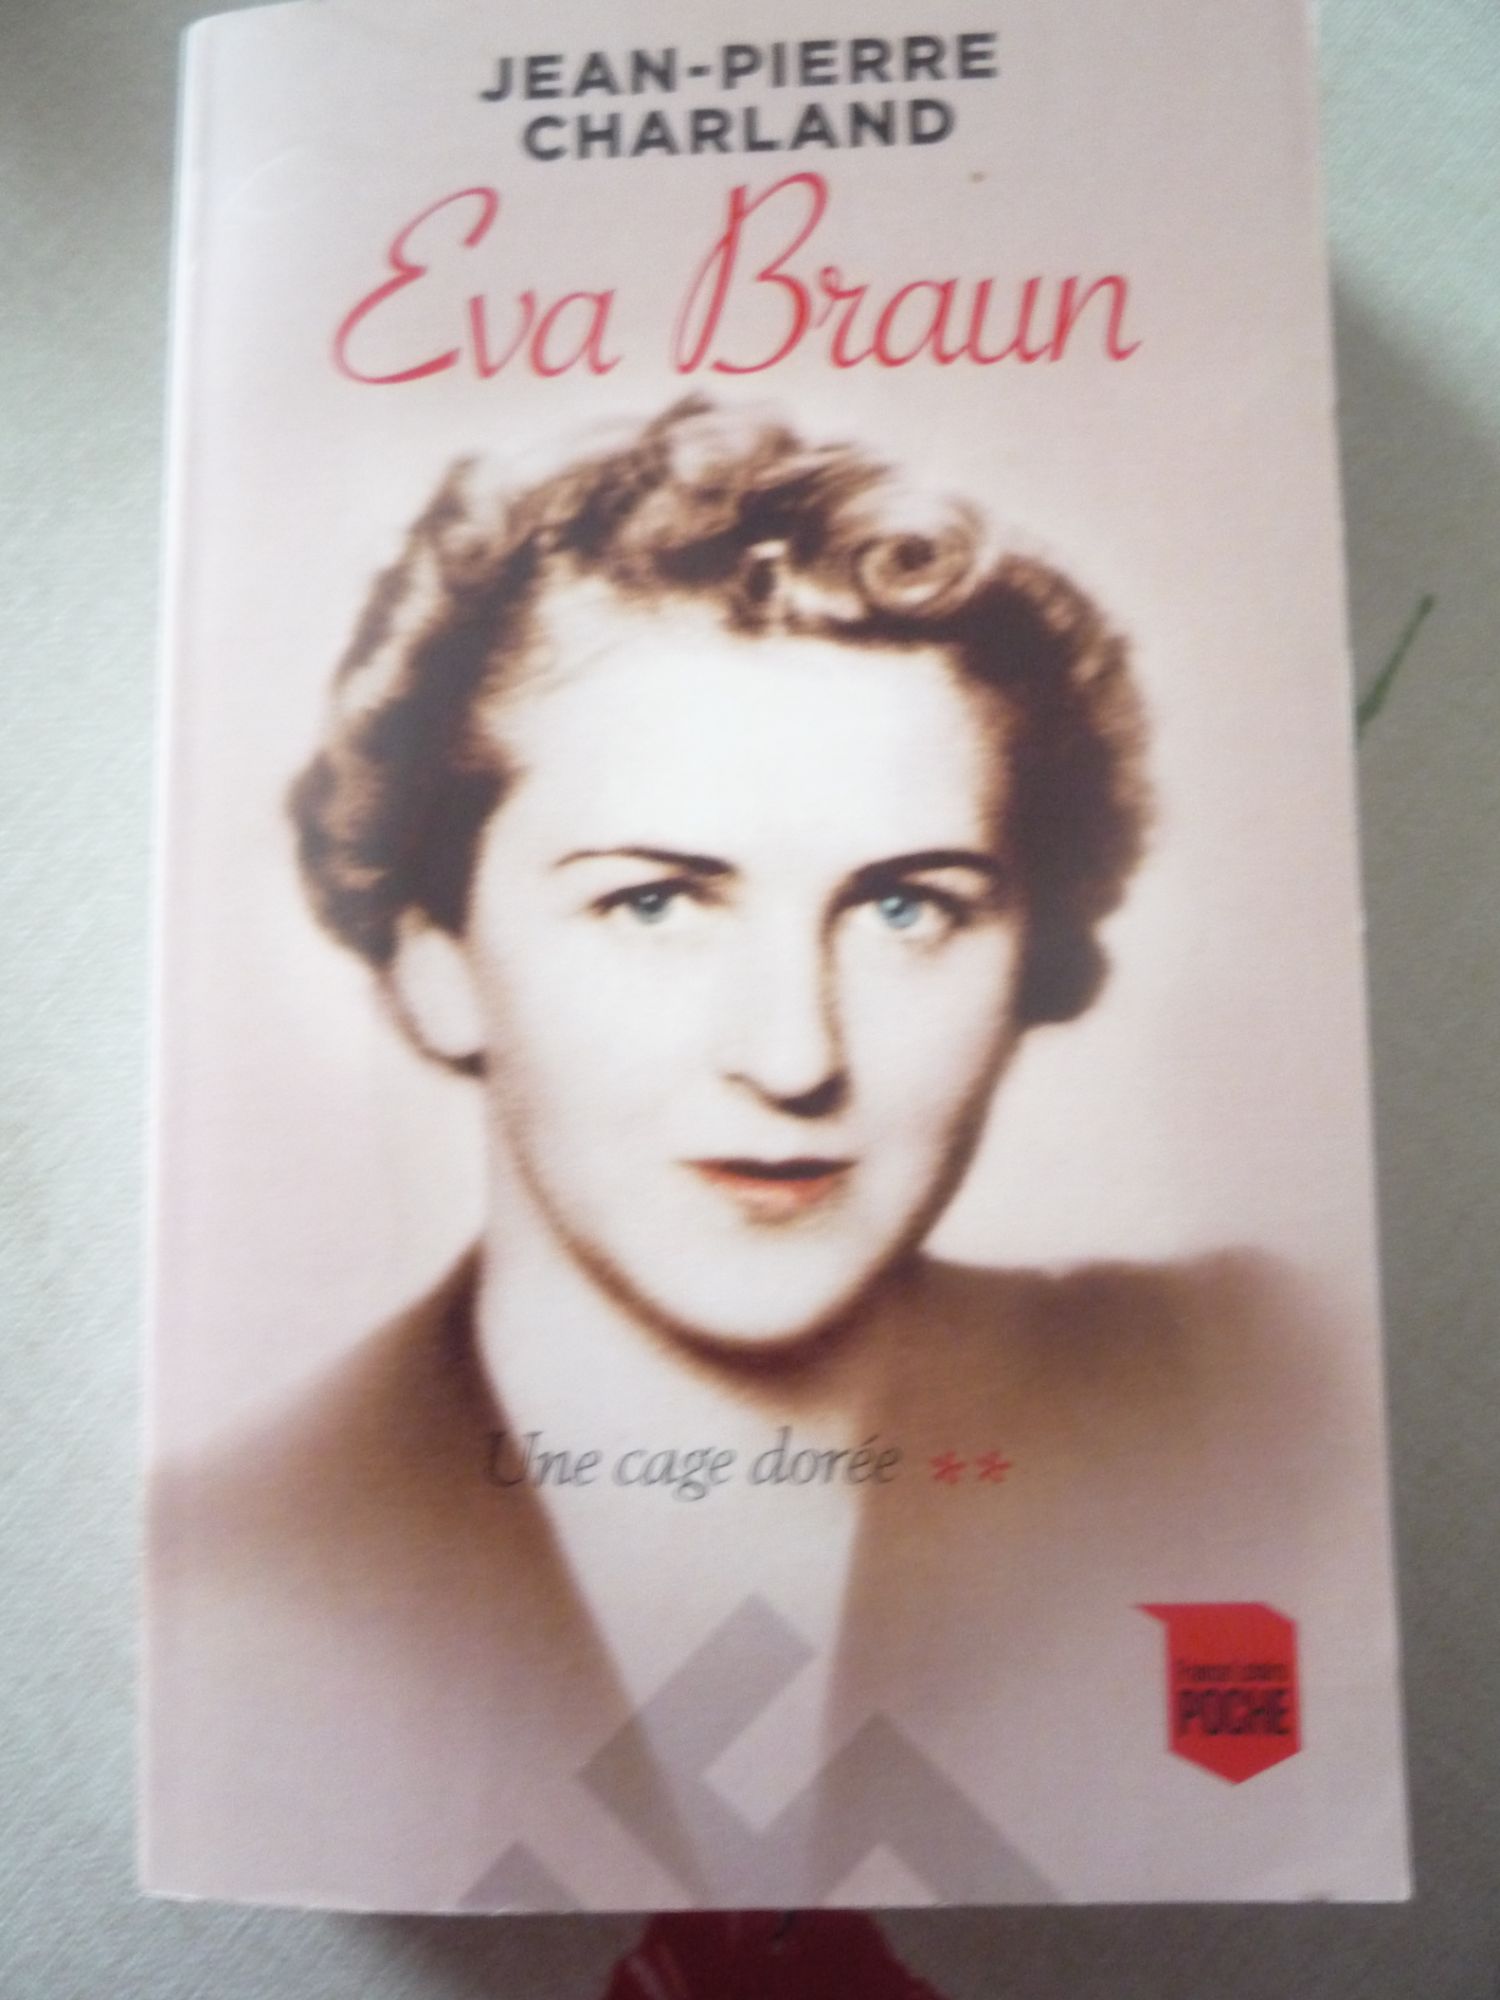 JEAN-PIERRE
CHARLAND
Eva Braun
Une cage dorée **
POCHE